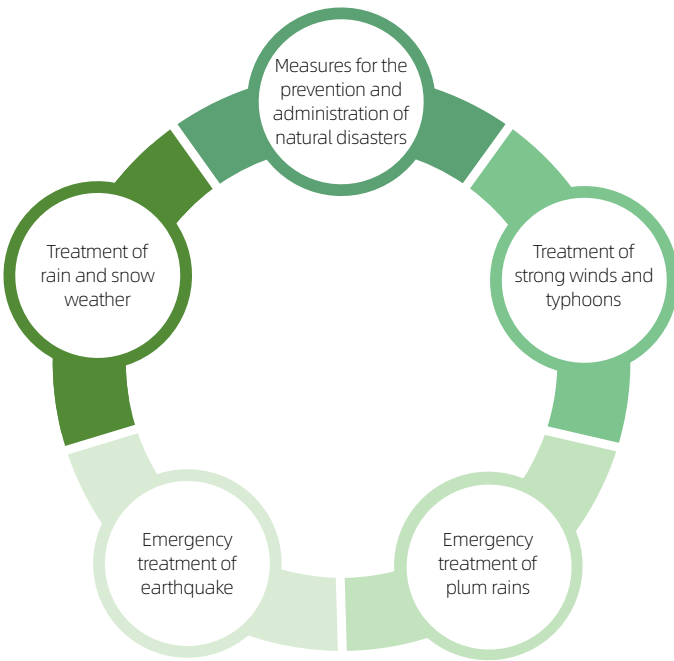 Measures for the
prevention and
administration of
natural disasters
Treatment of
rain and snow
weather
Treatment of
strong winds and
typhoons
Emergency
treatment of
earthquake
Emergency
treatment of
plum rains